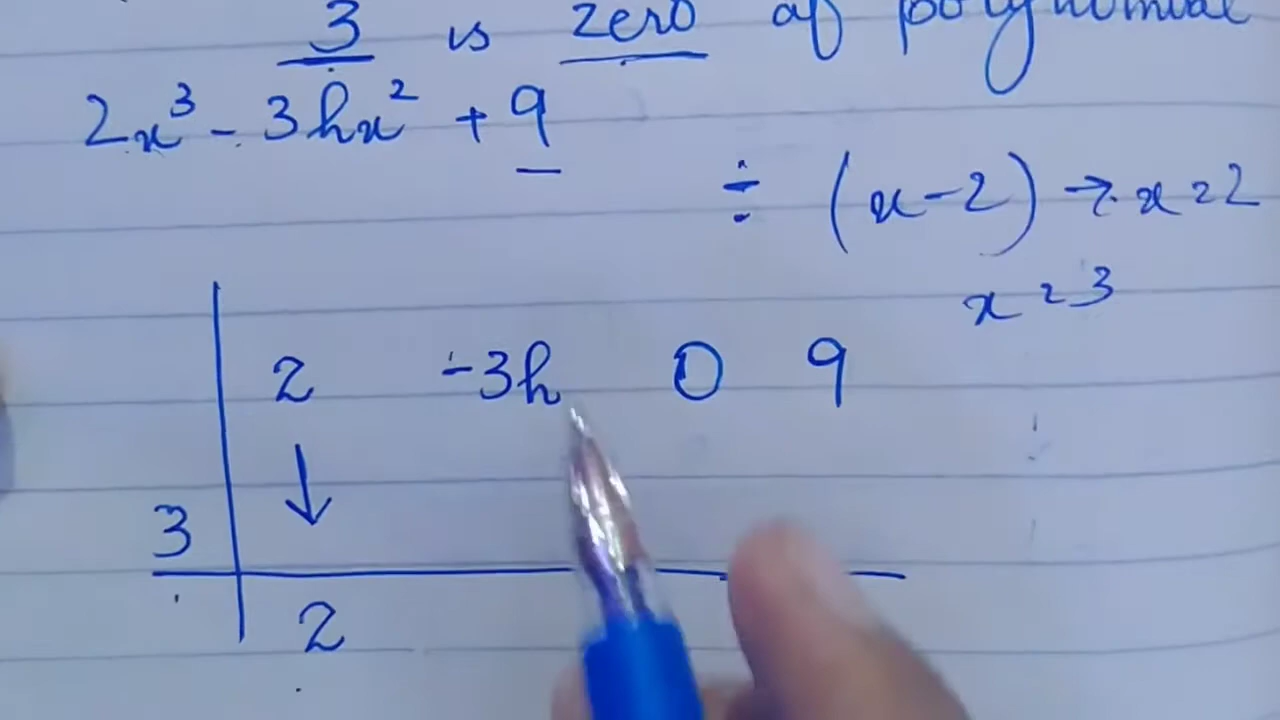 3 is zero of polynomial
2x³ - 3hx² + 9
÷ (x-2) → x=2
x=3
2 -3h 0 9
↓
3
2